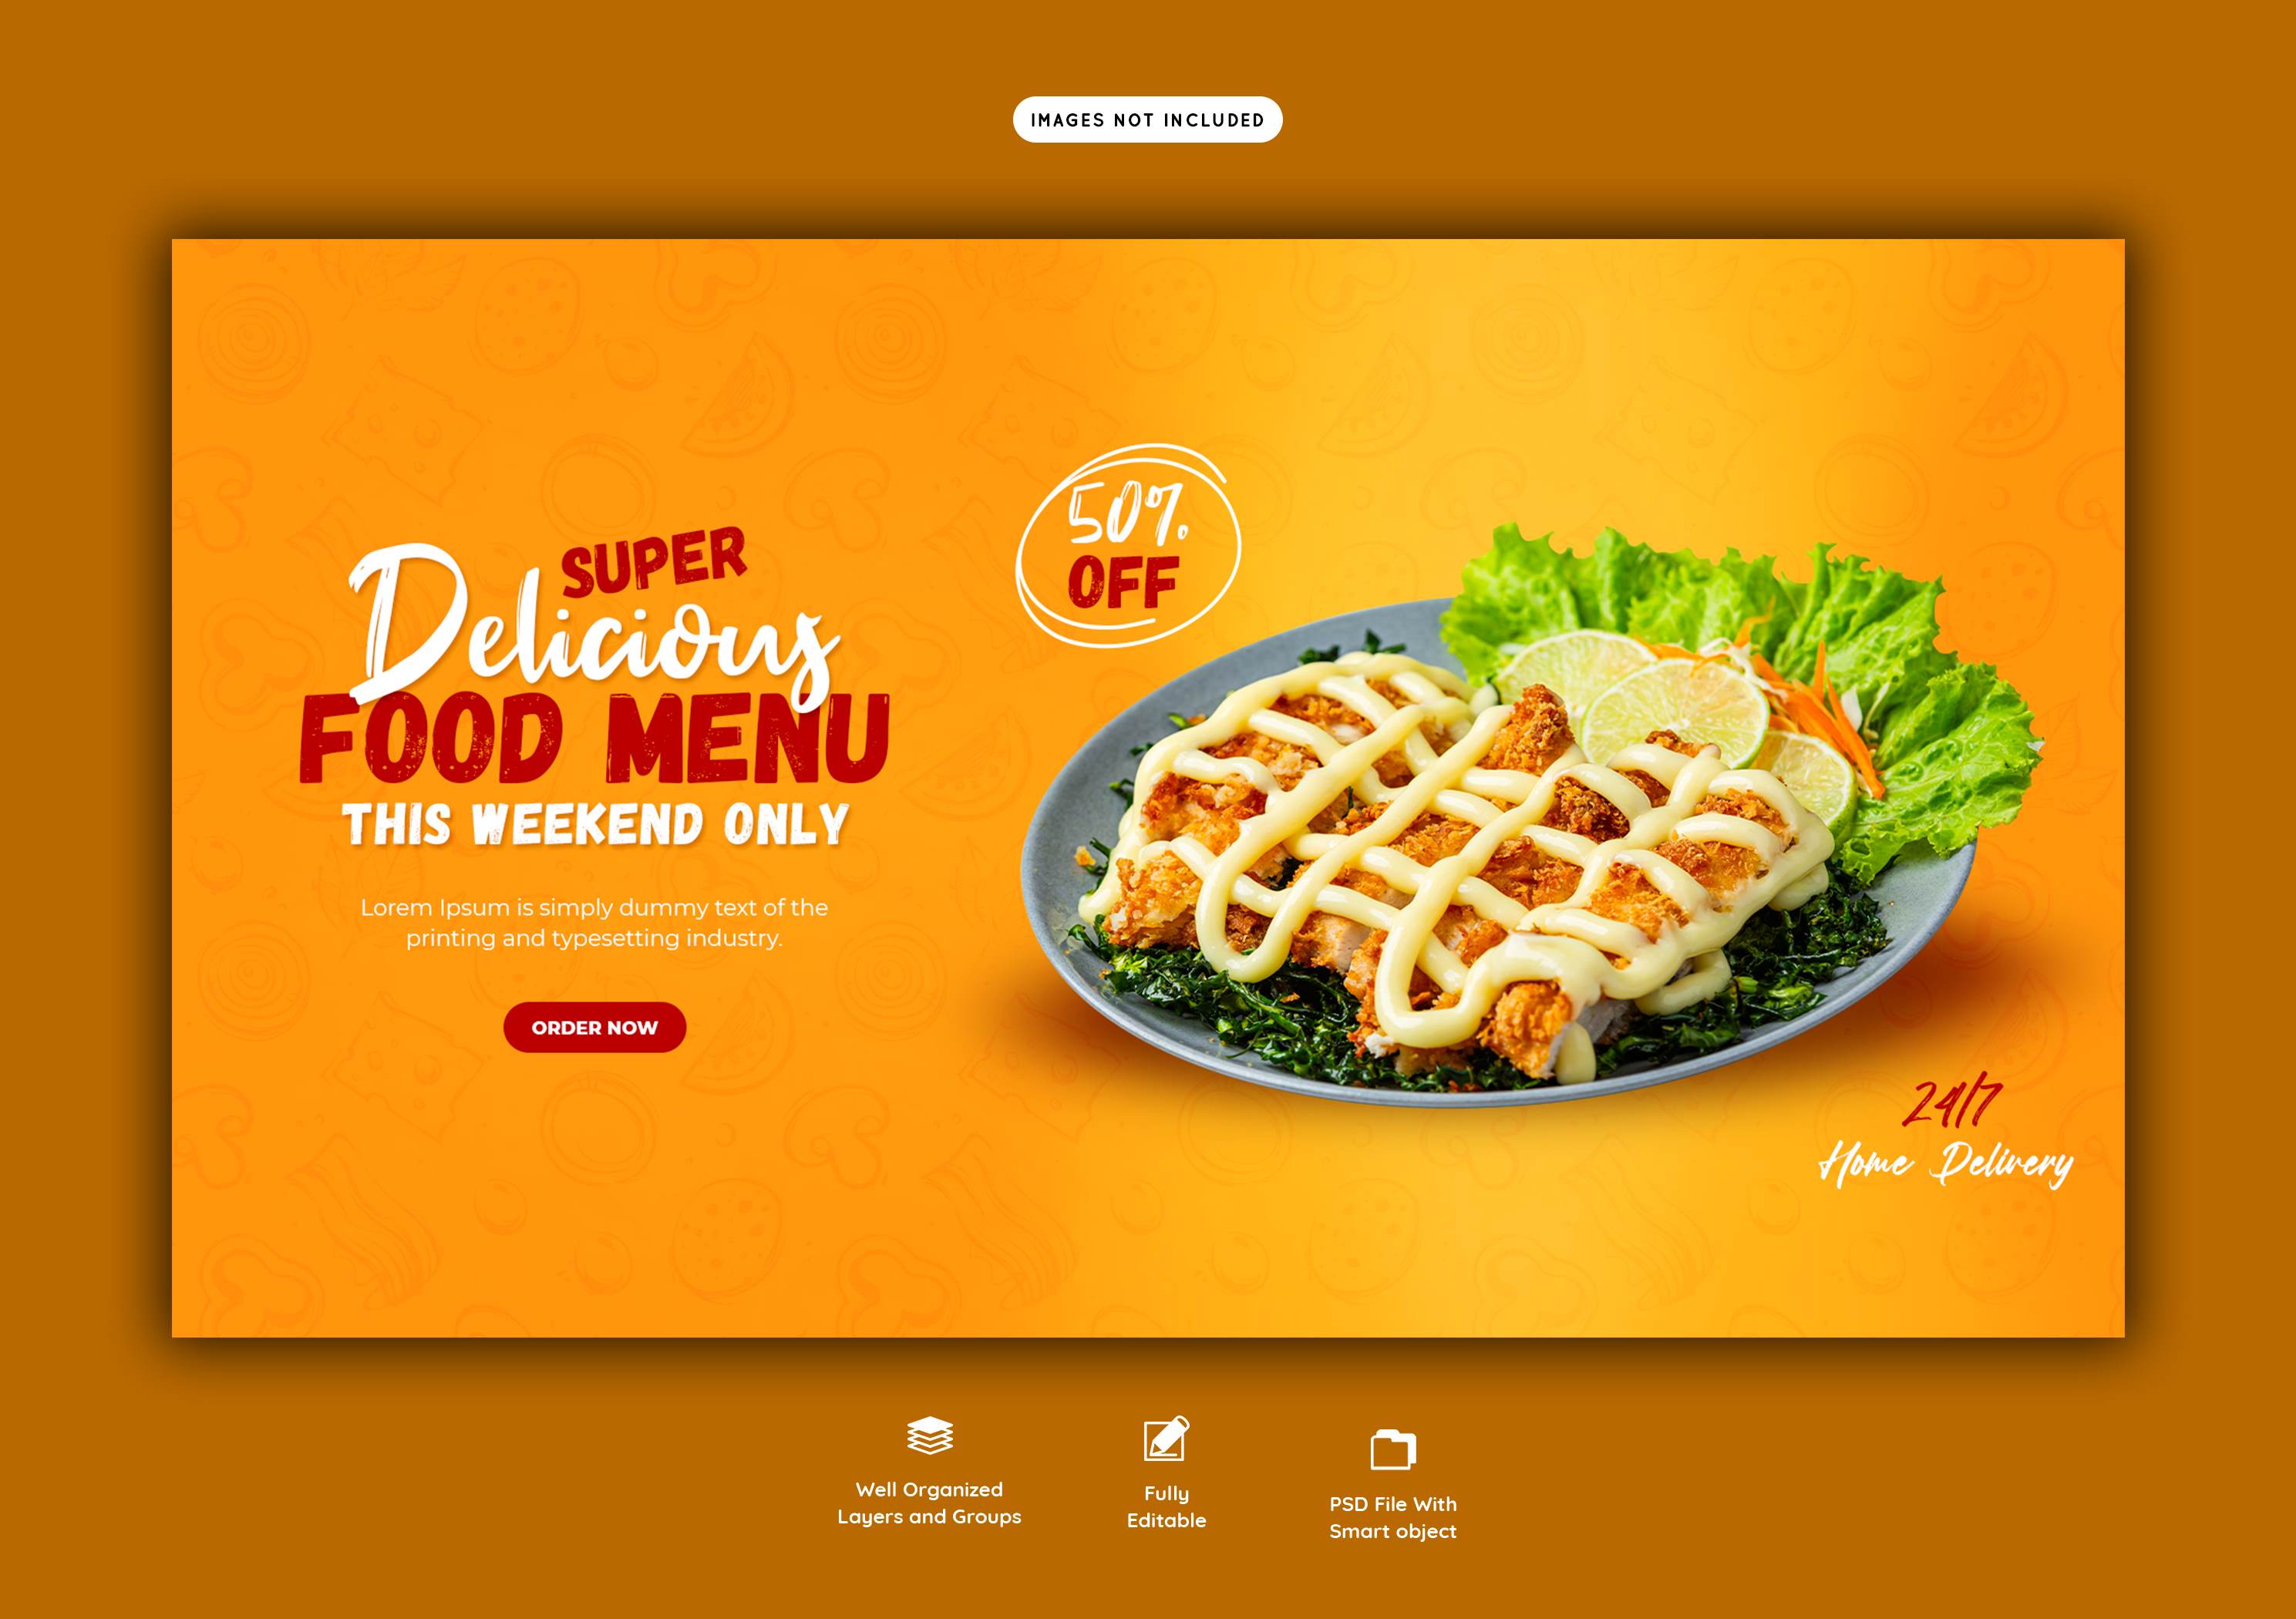 IMAGES NOT INCLUDED
SUPER
Delicious
FOOD MENU
THIS WEEKEND ONLY
Lorem Ipsum is simply dummy text of the
printing and typesetting industry.
ORDER NOW
50%
OFF
24/7
Home Delivery
Well Organized
Layers and Groups
Fully
Editable
PSD File With
Smart object